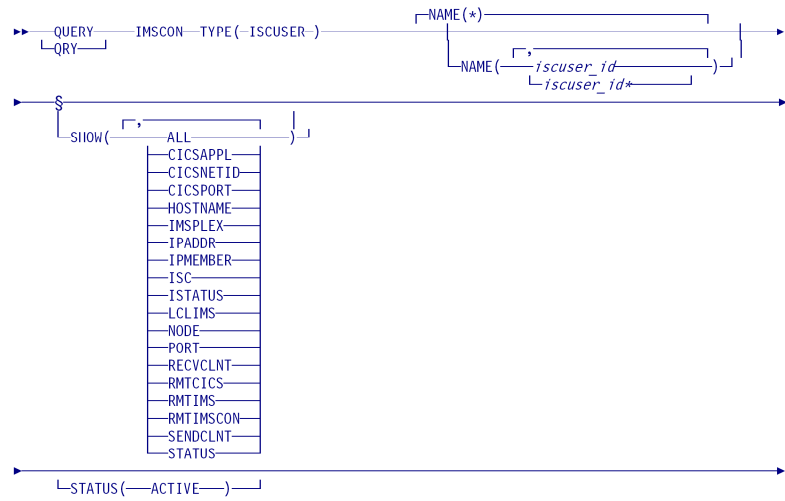 NAME(*)
QUERY IMSCON TYPE( ISCUSER )
QRY
,
NAME( iscuser_id )
iscuser_id*
§
,
SHOW( ALL )
CICSAPPL
CICSNETID
CICSPORT
HOSTNAME
IMSPLEX
IPADDR
IPMEMBER
ISC
ISTATUS
LCLIMS
NODE
PORT
RECVCLNT
RMTCICS
RMTIMS
RMTIMSCON
SENDCLNT
STATUS
STATUS( ACTIVE )